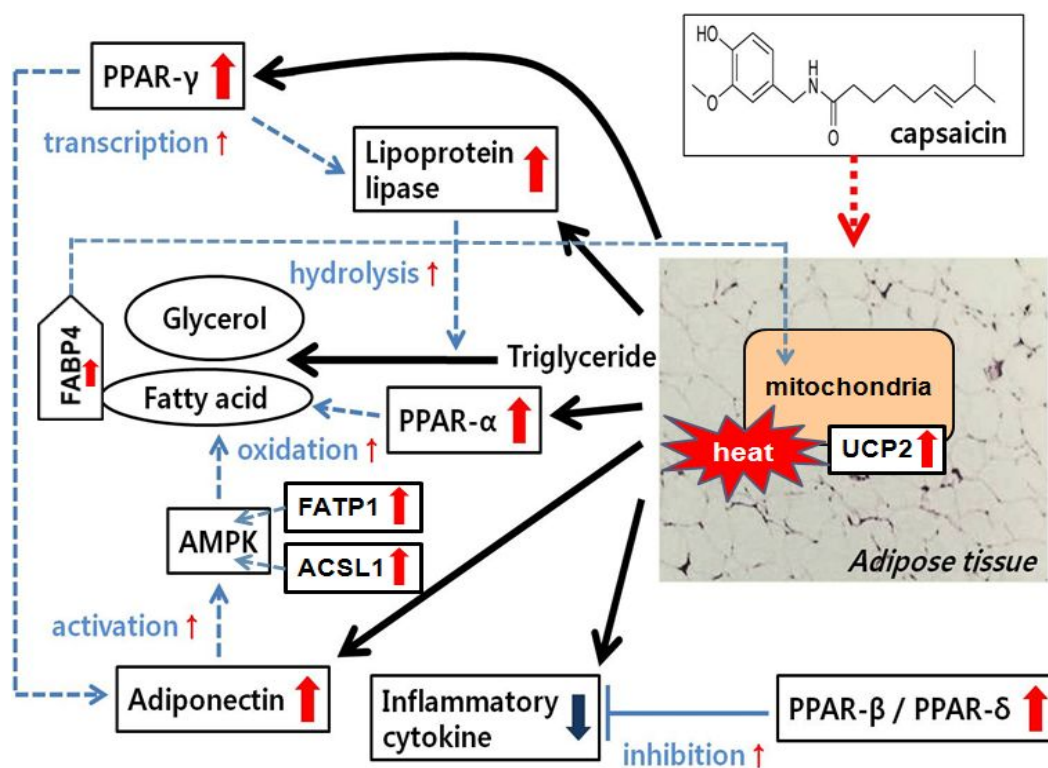 PPAR-γ
transcription ↑
Lipoprotein
lipase
HO
O
H
N
O
capsaicin
hydrolysis ↑
Glycerol
Triglyceride
FABP4
Fatty acid
PPAR-α
oxidation ↑
mitochondria
heat
UCP2
FATP1
AMPK
ACSL1
Adipose tissue
activation ↑
Adiponectin
Inflammatory
cytokine
PPAR-β / PPAR-δ
inhibition ↑